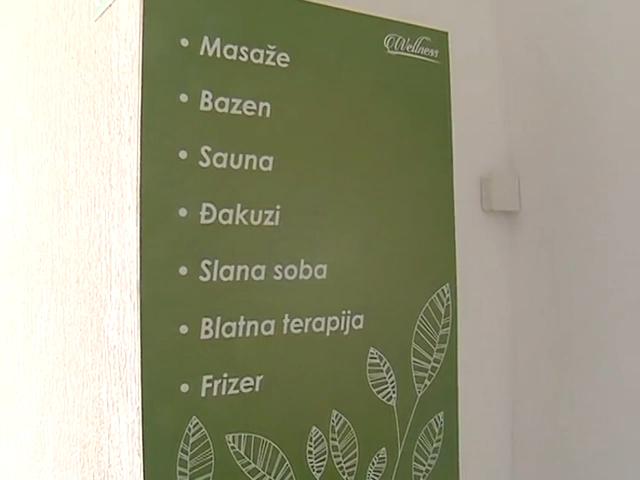 Wellness
• Masaže
• Bazen
• Sauna
• Đakuzi
• Slana soba
• Blatna terapija
• Frizer